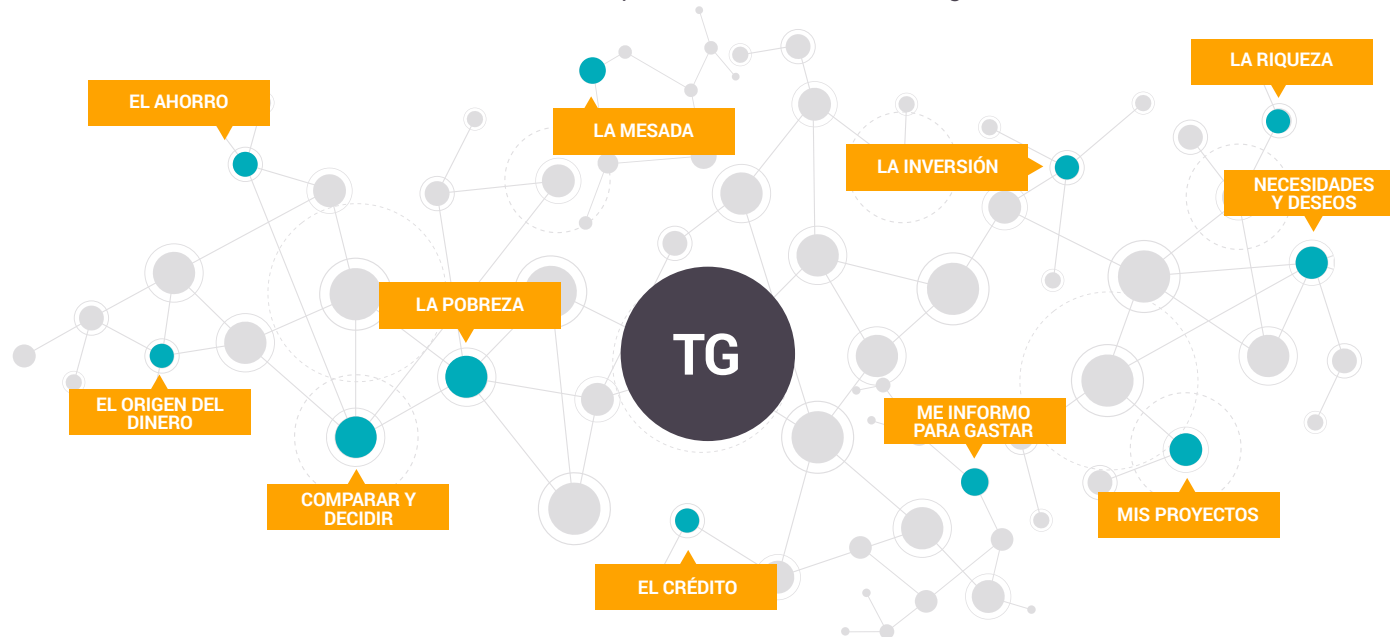 LA RIQUEZA
EL AHORRO
LA MESADA
LA INVERSIÓN
NECESIDADES
Y DESEOS
LA POBREZA
TG
EL ORIGEN DEL
DINERO
ME INFORMO
PARA GASTAR
COMPARAR Y
DECIDIR
MIS PROYECTOS
EL CRÉDITO